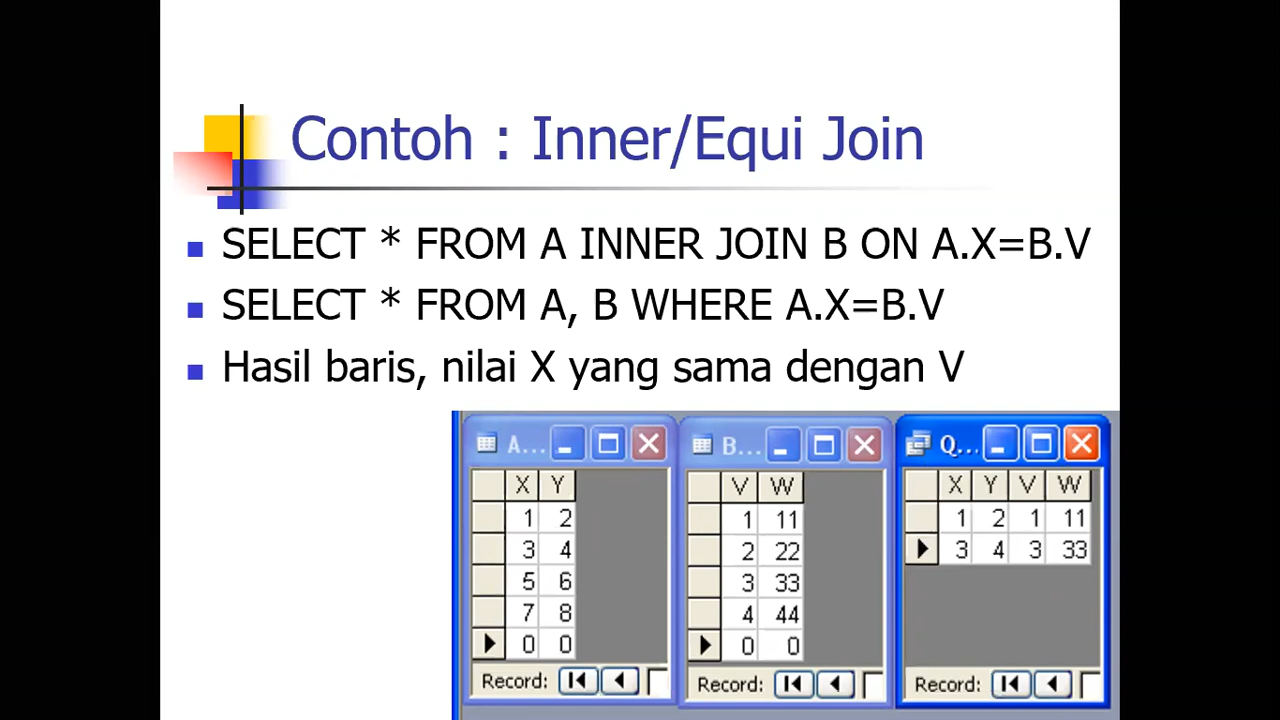 Contoh : Inner/Equi Join
SELECT * FROM A INNER JOIN B ON A.X=B.V
SELECT * FROM A, B WHERE A.X=B.V
Hasil baris, nilai X yang sama dengan V
A...
X Y
1 2
3 4
5 6
7 8
0 0
Record:
B...
V W
1 11
2 22
3 33
4 44
0 0
Record:
Q...
X Y V W
1 2 1 11
3 4 3 33
Record: